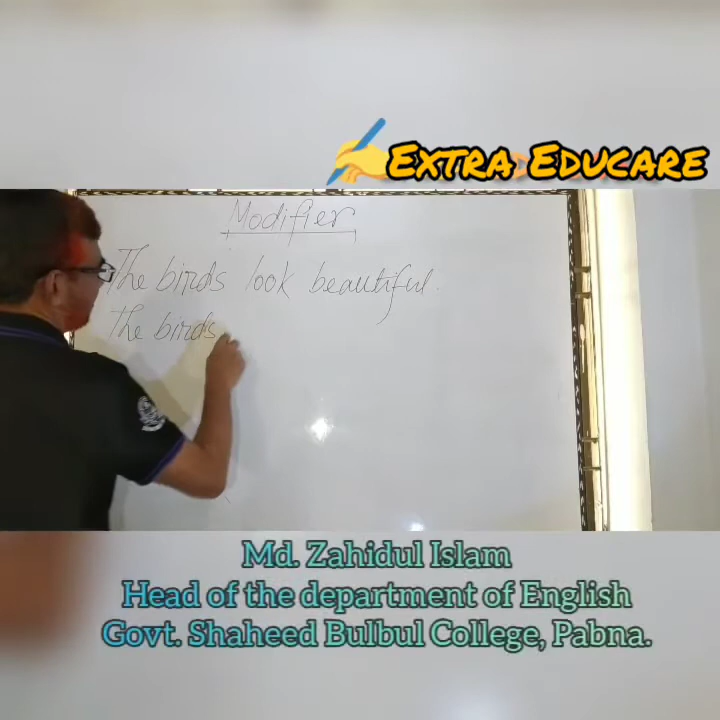 EXTRA EDUCARE
Modifier
The birds look beautiful.
The birds
Md. Zahidul Islam
Head of the department of English
Govt. Shaheed Bulbul College, Pabna.